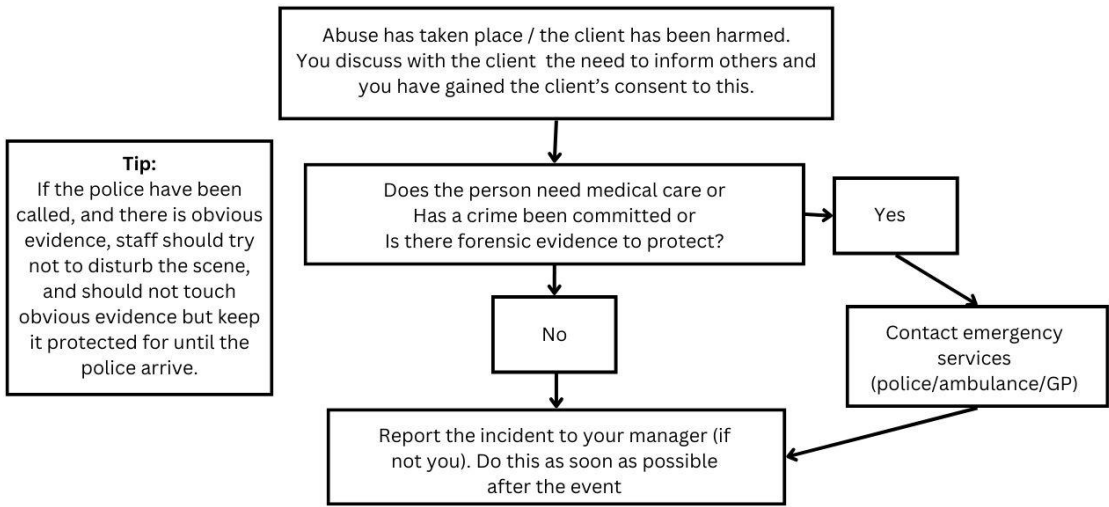 Abuse has taken place / the client has been harmed.
You discuss with the client the need to inform others and
you have gained the client's consent to this.
Tip:
If the police have been
called, and there is obvious
evidence, staff should try
not to disturb the scene,
and should not touch
obvious evidence but keep
it protected for until the
police arrive.
Does the person need medical care or
Has a crime been committed or
Is there forensic evidence to protect?
Yes
No
Contact emergency
services
(police/ambulance/GP)
Report the incident to your manager (if
not you). Do this as soon as possible
after the event